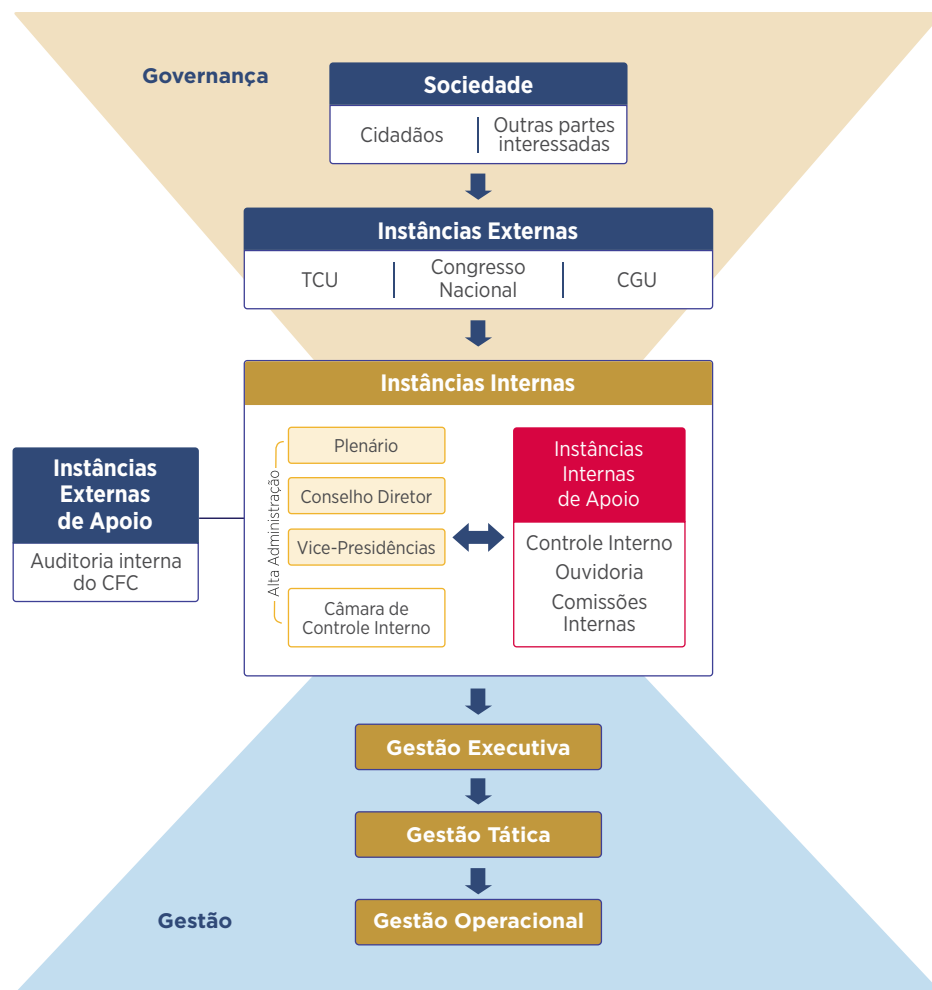 Governança
Sociedade
Cidadãos
Outras partes
interessadas
Instâncias Externas
TCU
Congresso
Nacional
CGU
Instâncias Internas
Alta Administração
Plenário
Conselho Diretor
Vice-Presidências
Câmara de
Controle Interno
Instâncias
Internas
de Apoio
Controle Interno
Ouvidoria
Comissões
Internas
Instâncias
Externas
de Apoio
Auditoria interna
do CFC
Gestão Executiva
Gestão Tática
Gestão Operacional
Gestão